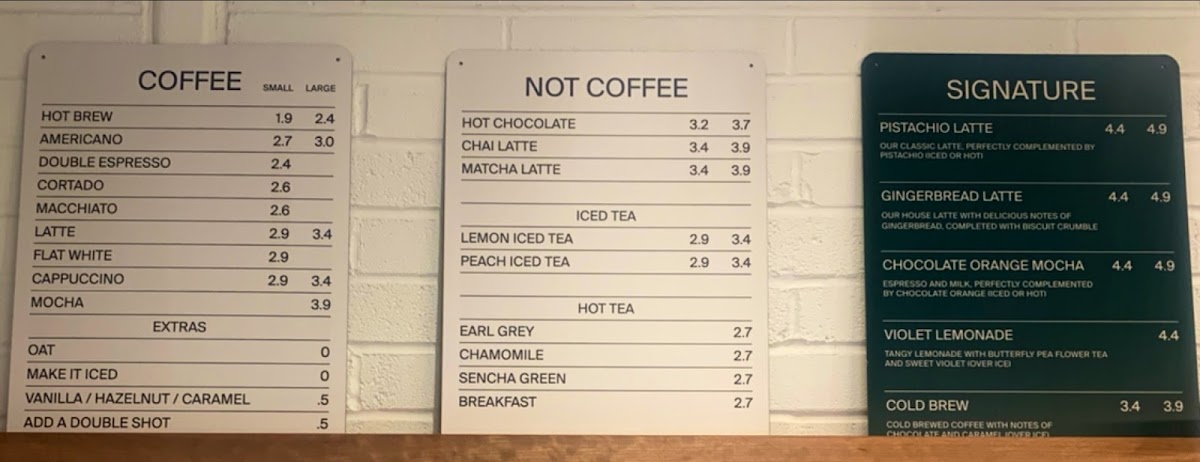 COFFEE SMALL LARGE
HOT BREW 1.9 2.4
AMERICANO 2.7 3.0
DOUBLE ESPRESSO 2.4
CORTADO 2.6
MACCHIATO 2.6
LATTE 2.9 3.4
FLAT WHITE 2.9
CAPPUCCINO 2.9 3.4
MOCHA 3.9
EXTRAS
OAT 0
MAKE IT ICED 0
VANILLA / HAZELNUT / CARAMEL .5
ADD A DOUBLE SHOT .5
NOT COFFEE
HOT CHOCOLATE 3.2 3.7
CHAI LATTE 3.4 3.9
MATCHA LATTE 3.4 3.9
ICED TEA
LEMON ICED TEA 2.9 3.4
PEACH ICED TEA 2.9 3.4
HOT TEA
EARL GREY 2.7
CHAMOMILE 2.7
SENCHA GREEN 2.7
BREAKFAST 2.7
SIGNATURE
PISTACHIO LATTE 4.4 4.9
OUR CLASSIC LATTE, PERFECTLY COMPLEMENTED BY
PISTACHIO (ICED OR HOT)
GINGERBREAD LATTE 4.4 4.9
OUR HOUSE LATTE WITH DELICIOUS NOTES OF
GINGERBREAD, COMPLETED WITH BISCUIT CRUMBLE
CHOCOLATE ORANGE MOCHA 4.4 4.9
ESPRESSO AND MILK, PERFECTLY COMPLEMENTED
BY CHOCOLATE ORANGE (ICED OR HOT)
VIOLET LEMONADE 4.4
TANGY LEMONADE WITH BUTTERFLY PEA FLOWER TEA
AND SWEET VIOLET (OVER ICE)
COLD BREW 3.4 3.9
COLD BREWED COFFEE WITH NOTES OF
CHOCOLATE AND CARAMEL (OVER ICE)